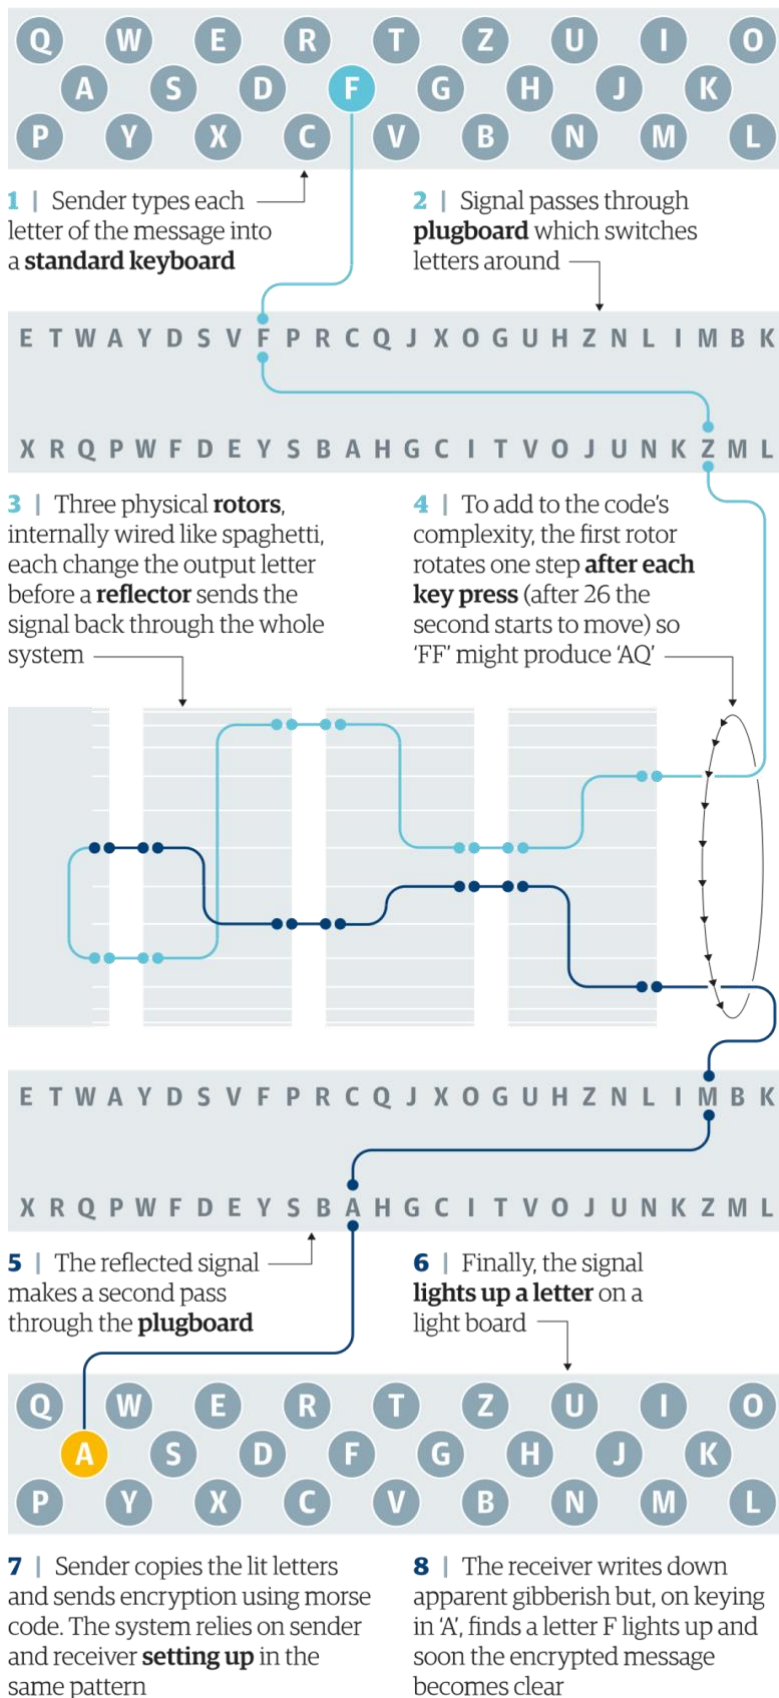 Q W E R T Z U I O
A S D F G H J K
P Y X C V B N M L
1 | Sender types each
letter of the message into
a standard keyboard
2 | Signal passes through
plugboard which switches
letters around
E T W A Y D S V F P R C Q J X O G U H Z N L I M B K
X R Q P W F D E Y S B A H G C I T V O J U N K Z M L
3 | Three physical rotors,
internally wired like spaghetti,
each change the output letter
before a reflector sends the
signal back through the whole
system
4 | To add to the code's
complexity, the first rotor
rotates one step after each
key press (after 26 the
second starts to move) so
'FF' might produce 'AQ'
E T W A Y D S V F P R C Q J X O G U H Z N L I M B K
X R Q P W F D E Y S B A H G C I T V O J U N K Z M L
5 | The reflected signal
makes a second pass
through the plugboard
6 | Finally, the signal
lights up a letter on a
light board
Q W E R T Z U I O
A S D F G H J K
P Y X C V B N M L
7 | Sender copies the lit letters
and sends encryption using morse
code. The system relies on sender
and receiver setting up in the
same pattern
8 | The receiver writes down
apparent gibberish but, on keying
in 'A', finds a letter F lights up and
soon the encrypted message
becomes clear